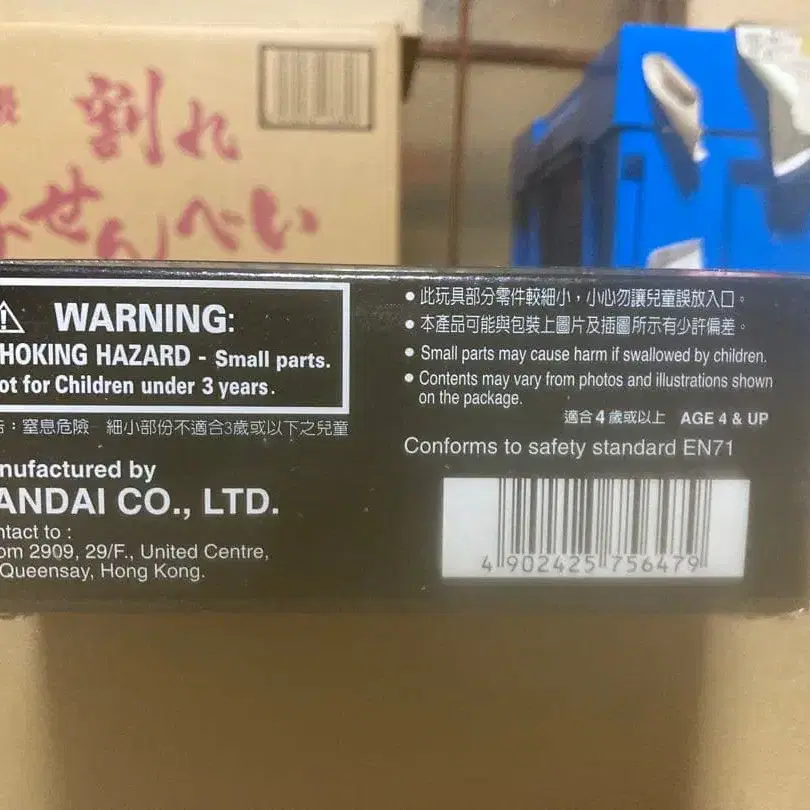 割れ
せんべい
WARNING:
HOKING HAZARD - Small parts.
ot for Children under 3 years.
：窒息危險 細小部份不適合3歲或以下之兒童
nufactured by
ANDAI CO., LTD.
ntact to :
om 2909, 29/F., United Centre,
Queensay, Hong Kong.
• 此玩具部分零件較細小，小心勿讓兒童誤放入口。
• 本產品可能與包裝上圖片及插圖所示有少許偏差。
• Small parts may cause harm if swallowed by children.
• Contents may vary from photos and illustrations shown
on the package.
適合4歲或以上 AGE 4 & UP
Conforms to safety standard EN71
4 902425 756479